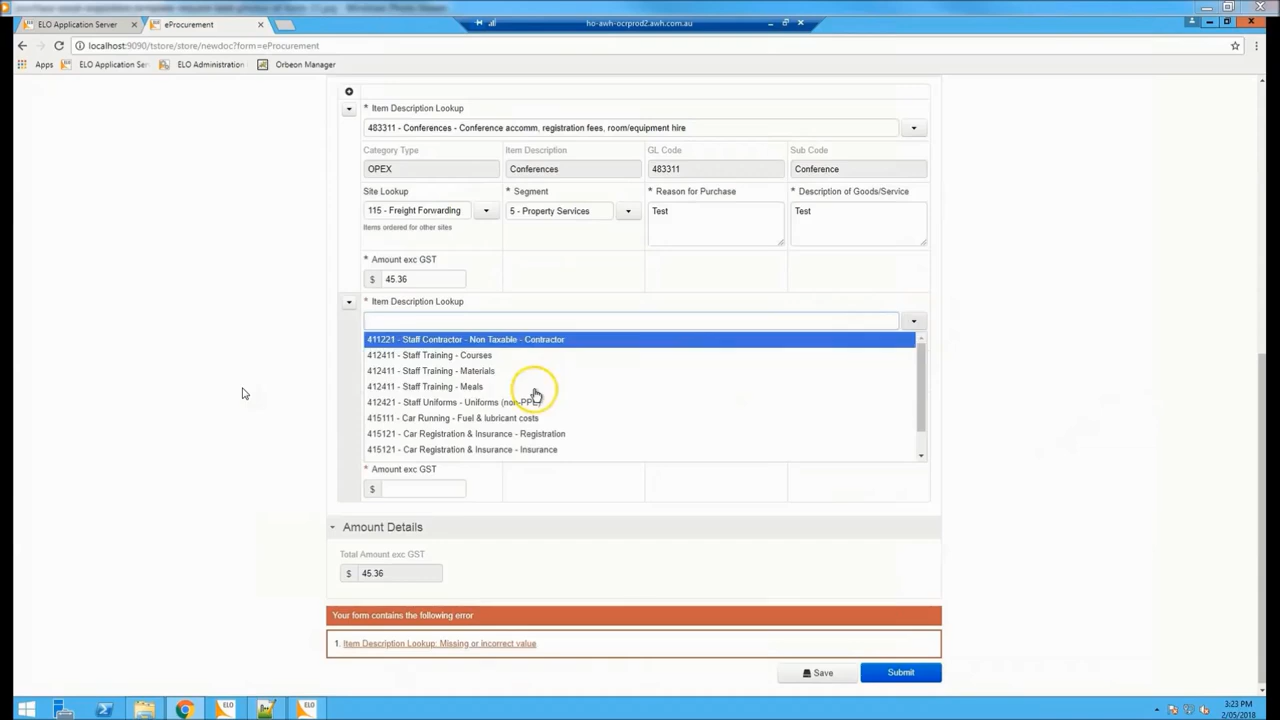 ho-awh-ocrprod2.awh.com.au
ELO Application Server
eProcurement
localhost:9090/tstore/store/newdoc?form=eProcurement
Apps
ELO Application Ser
ELO Administration
Orbeon Manager
* Item Description Lookup
483311 - Conferences - Conference accomm, registration fees, room/equipment hire
Category Type
Item Description
GL Code
Sub Code
OPEX
Conferences
483311
Conference
Site Lookup
* Segment
* Reason for Purchase
* Description of Goods/Service
115 - Freight Forwarding
5 - Property Services
Test
Test
Items ordered for other sites
* Amount exc GST
$ 45.36
* Item Description Lookup
411221 - Staff Contractor - Non Taxable - Contractor
412411 - Staff Training - Courses
412411 - Staff Training - Materials
412411 - Staff Training - Meals
412421 - Staff Uniforms - Uniforms (non-PPE)
415111 - Car Running - Fuel & lubricant costs
415121 - Car Registration & Insurance - Registration
415121 - Car Registration & Insurance - Insurance
* Amount exc GST
$
Amount Details
Total Amount exc GST
$ 45.36
Your form contains the following error
1. Item Description Lookup: Missing or incorrect value
Save
Submit
ELO
ELO
3:23 PM
2/05/2018